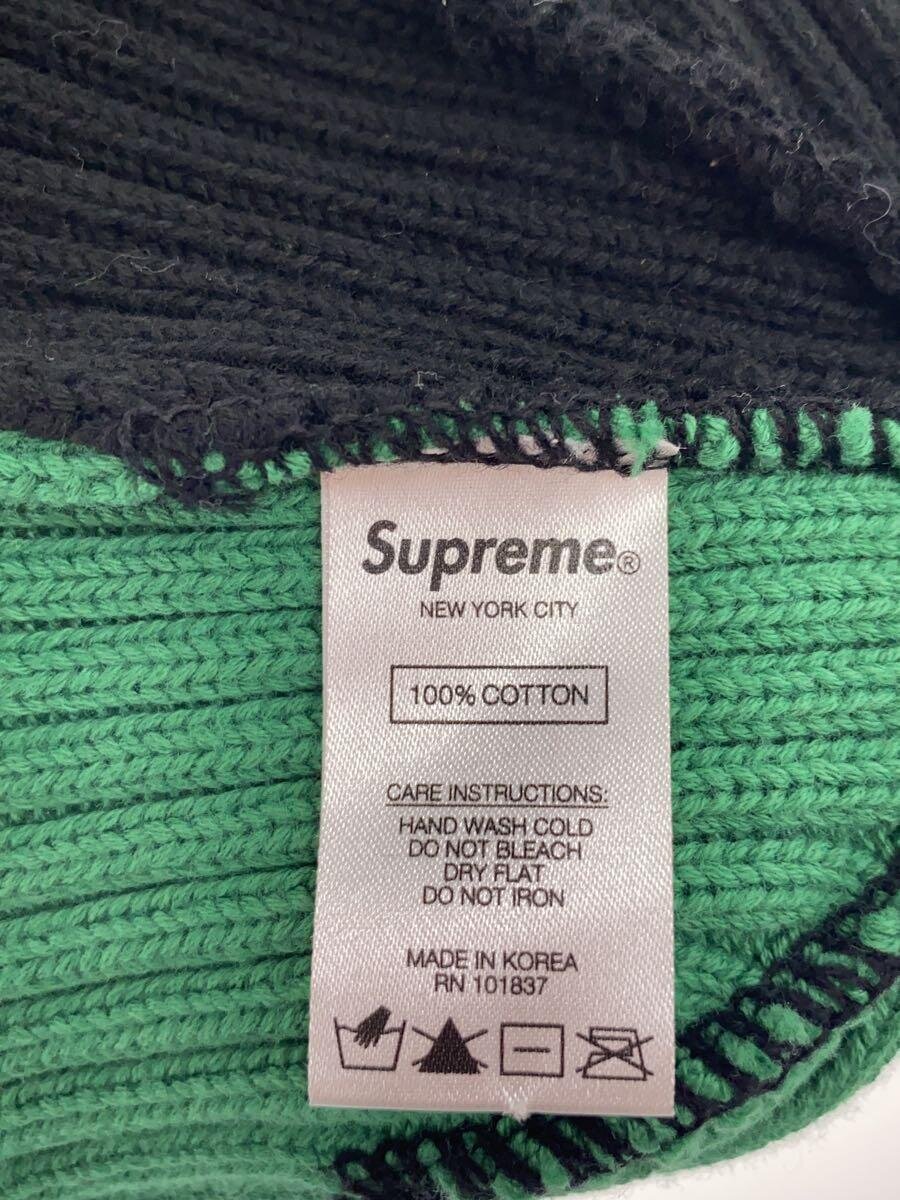 Supreme®
NEW YORK CITY
100% COTTON
CARE INSTRUCTIONS:
HAND WASH COLD
DO NOT BLEACH
DRY FLAT
DO NOT IRON
MADE IN KOREA
RN 101837